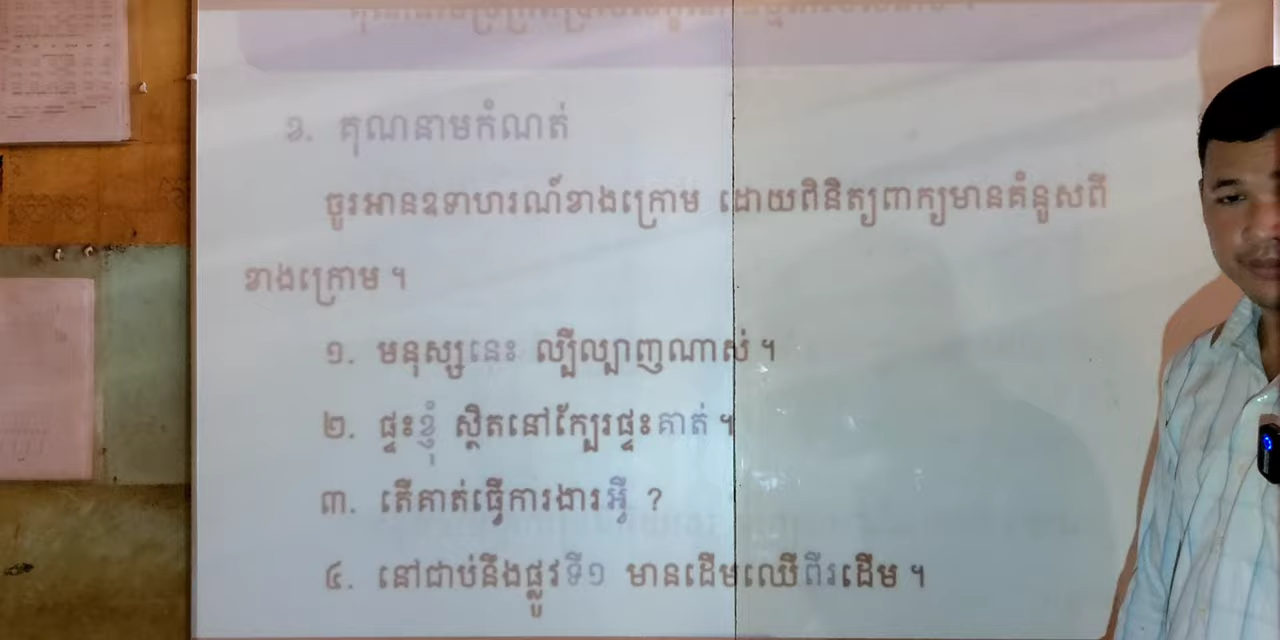 ខ. គុណនាមកំណត់
ចូរអានឧទាហរណ៍ខាងក្រោម ដោយពិនិត្យពាក្យមានគំនូសពី
ខាងក្រោម ។
១. មនុស្សនេះ ល្បីល្បាញណាស់ ។
២. ផ្ទះខ្ញុំ ស្ថិតនៅក្បែរផ្ទះគាត់ ។
៣. តើគាត់ធ្វើការងារអ្វី ?
៤. នៅជាប់នឹងផ្លូវទី១ មានដើមឈើពីរដើម ។